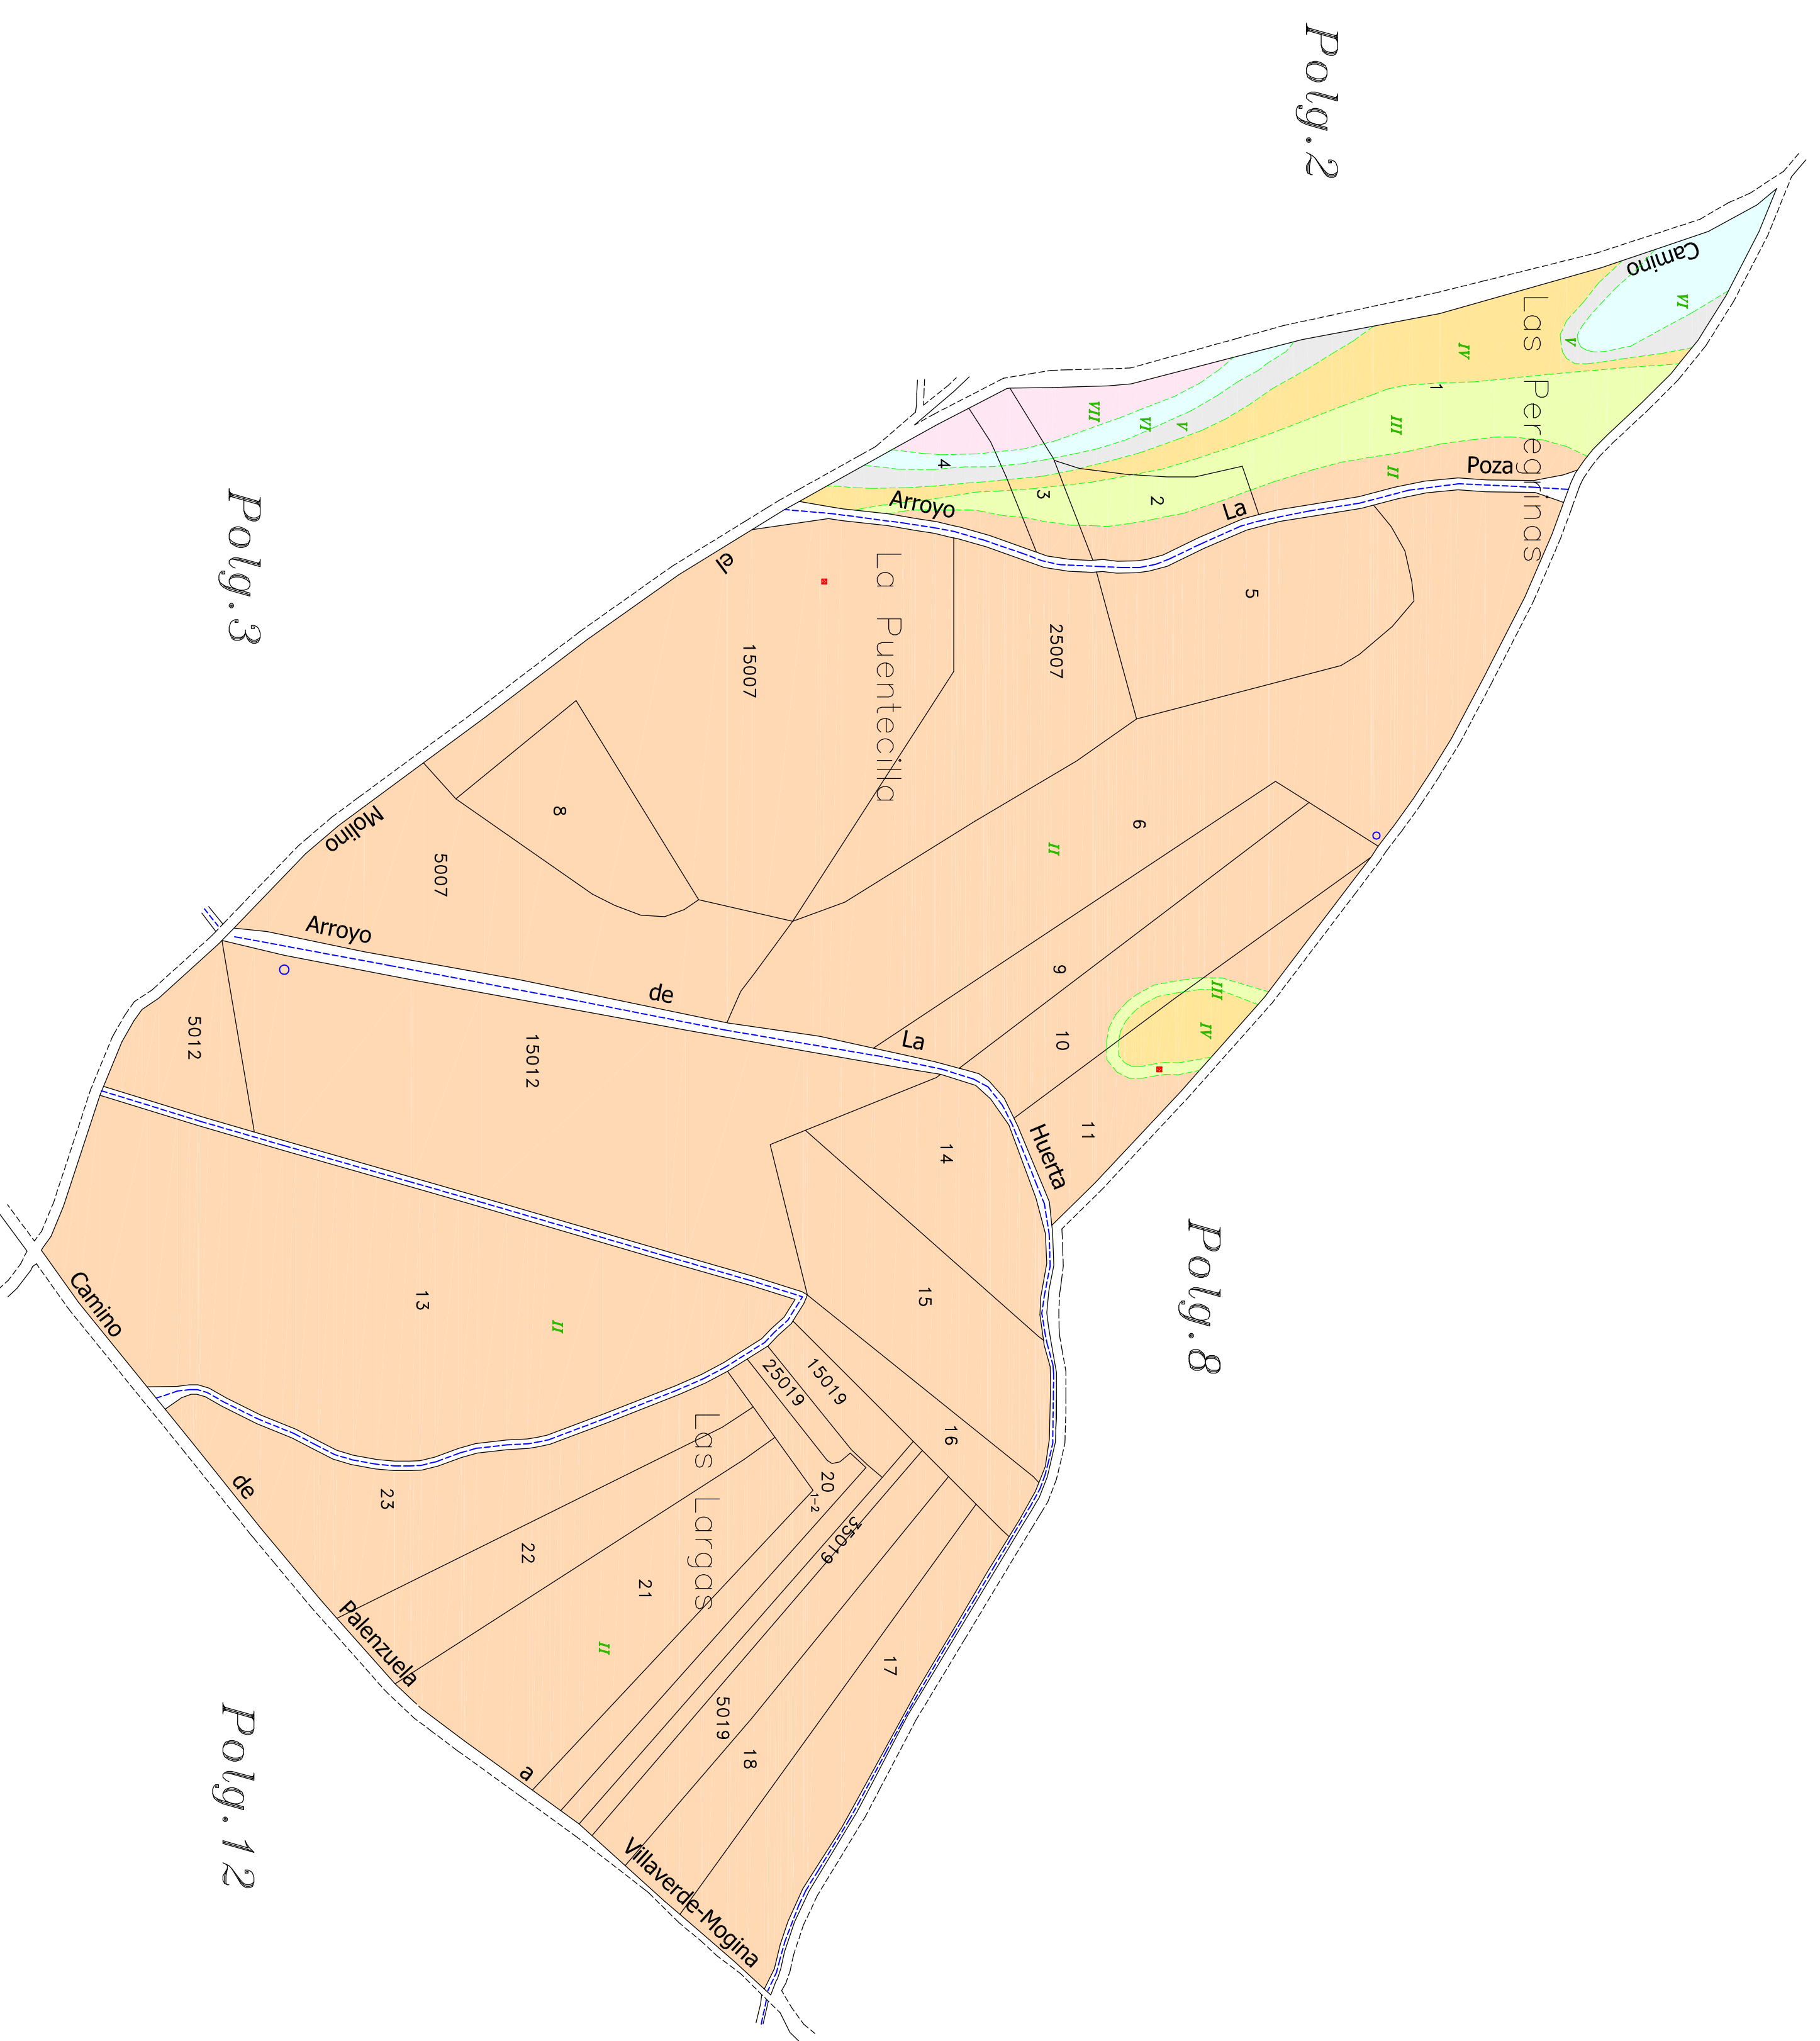 Polg.2
Camino
VI
V
Las Peregrinas
IV
1
III
II
Poza
VII
VI
V
4
3
2
Arroyo
La
Polg.3
el
La Puentecilla
5
25007
15007
6
II
8
Molino
5007
Arroyo
de
La
9
10
III
IV
11
Huerta
5012
15012
14
Polg.8
15
13
II
Camino
15019
25019
16
Las Largas
20
1-2
de
23
22
21
II
17
5019
18
Palenzuela
a
Villaverde-Mogina
Polg.12